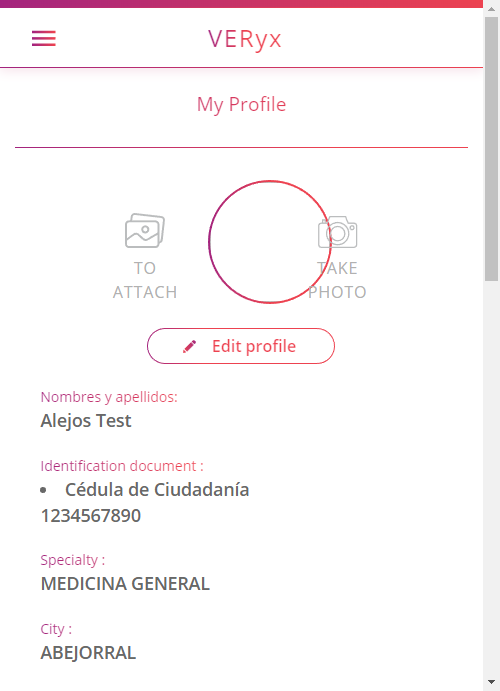 VERyx
My Profile
TO
ATTACH
TAKE
PHOTO
Edit profile
Nombres y apellidos:
Alejos Test
Identification document :
• Cédula de Ciudadanía
1234567890
Specialty :
MEDICINA GENERAL
City :
ABEJORRAL